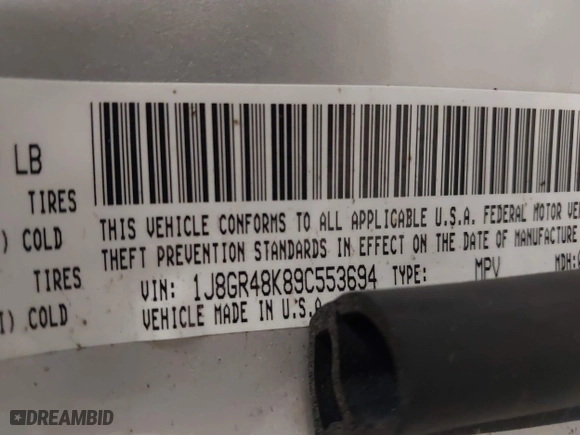 LB
TIRES
) COLD
TIRES
I) COLD
THIS VEHICLE CONFORMS TO ALL APPLICABLE U.S.A. FEDERAL MOTOR VE
THEFT PREVENTION STANDARDS IN EFFECT ON THE DATE OF MANUFACTURE
VIN: 1J8GR48K89C553694 TYPE: MPV MDH:
VEHICLE MADE IN U.S.A
DREAMBID